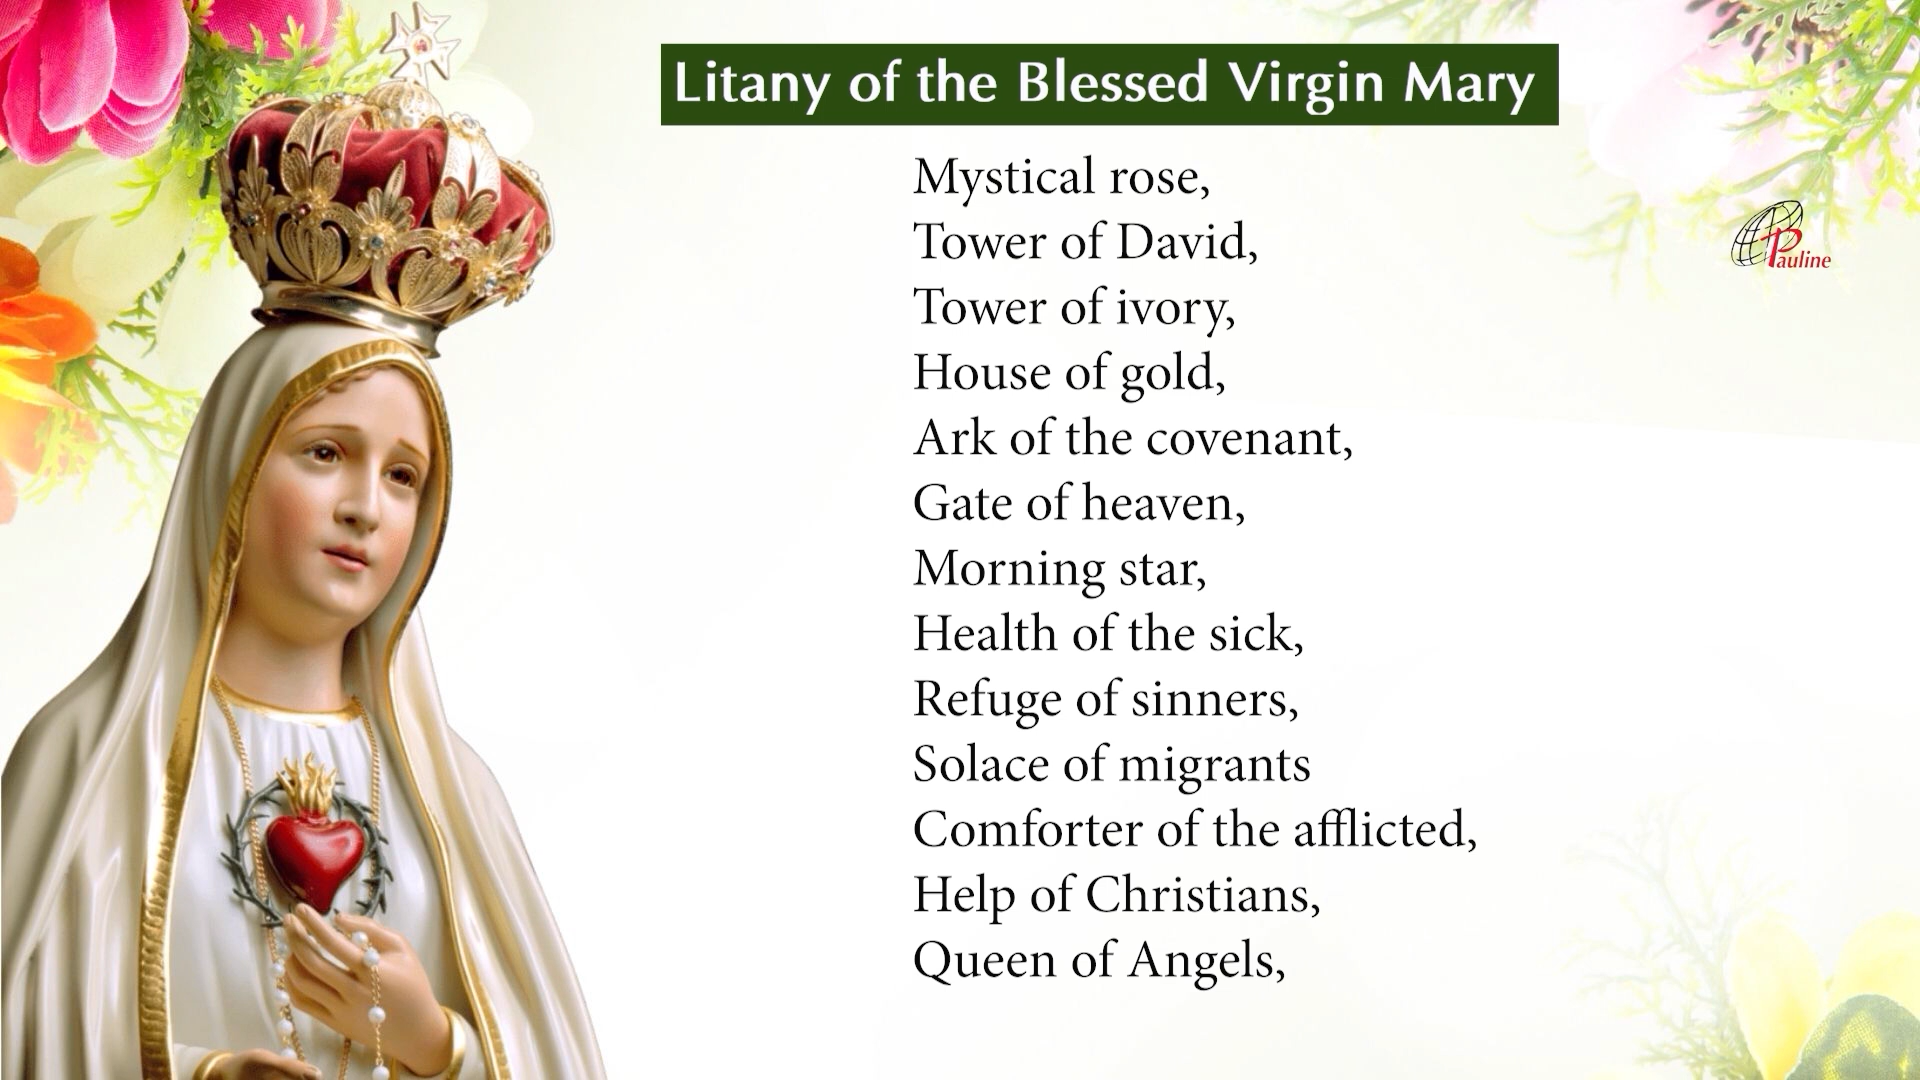 Litany of the Blessed Virgin Mary
Mystical rose,
Tower of David,
Tower of ivory,
House of gold,
Ark of the covenant,
Gate of heaven,
Morning star,
Health of the sick,
Refuge of sinners,
Solace of migrants
Comforter of the afflicted,
Help of Christians,
Queen of Angels,
Pauline